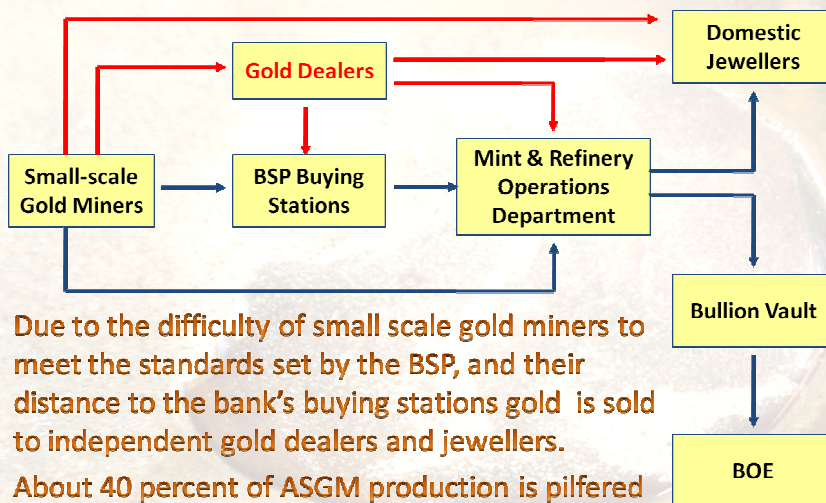 Domestic
Jewellers
Gold Dealers
Small-scale
Gold Miners
BSP Buying
Stations
Mint & Refinery
Operations
Department
Bullion Vault
Due to the difficulty of small scale gold miners to
meet the standards set by the BSP, and their
distance to the bank's buying stations gold is sold
to independent gold dealers and jewellers.
BOE
About 40 percent of ASGM production is pilfered